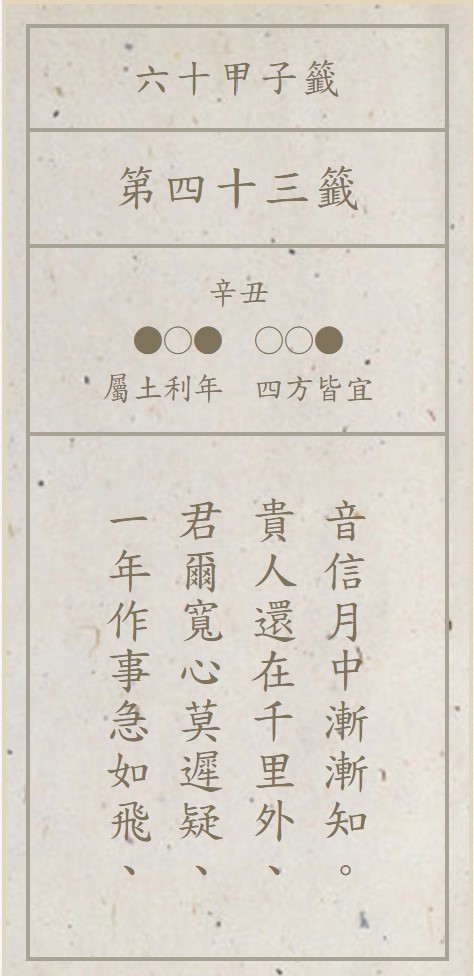 六十甲子籤
第四十三籤
辛丑
●○●　○○●
屬土利年　四方皆宜
一年作事急如飛、
君爾寬心莫遲疑、
貴人還在千里外、
音信月中漸漸知。